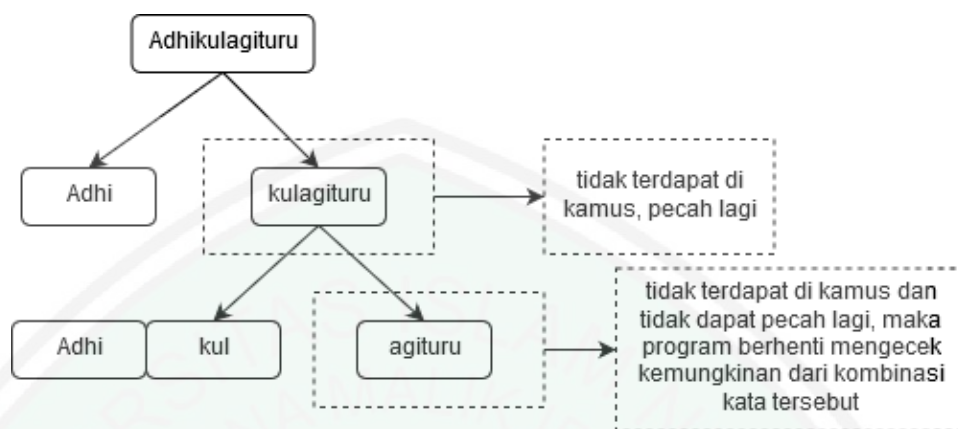 Adhikulagituru
Adhi
kulagituru
tidak terdapat di
kamus, pecah lagi
Adhi
kul
agituru
tidak terdapat di kamus dan
tidak dapat pecah lagi, maka
program berhenti mengecek
kemungkinan dari kombinasi
kata tersebut